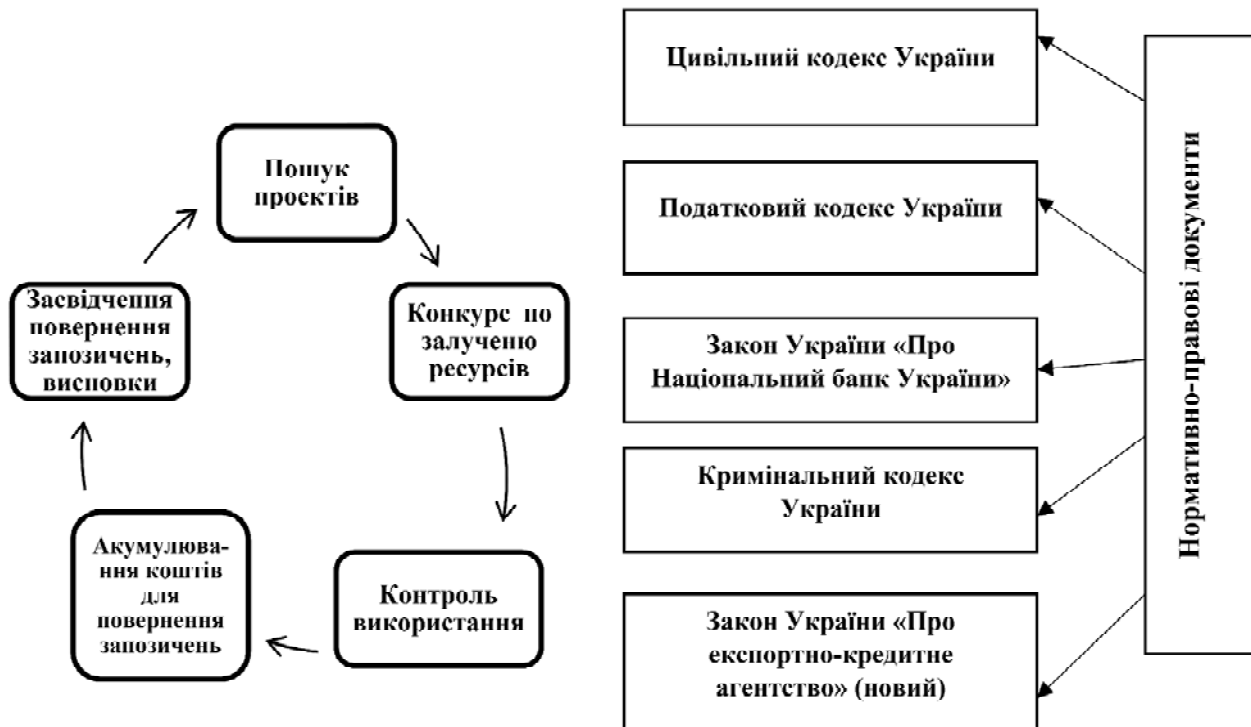 Пошук
проєктів
Конкурс по
залученю
ресурсів
Контроль
використання
Акумулюва-
ання коштів
для
повернення
запозичень
Засвідчення
повернення
запозичень,
висновки
Цивільний кодекс України
Податковий кодекс України
Закон України «Про
Національний банк України»
Кримінальний кодекс
України
Закон України «Про
експортно-кредитне
агентство» (новий)
Нормативно-правові документи